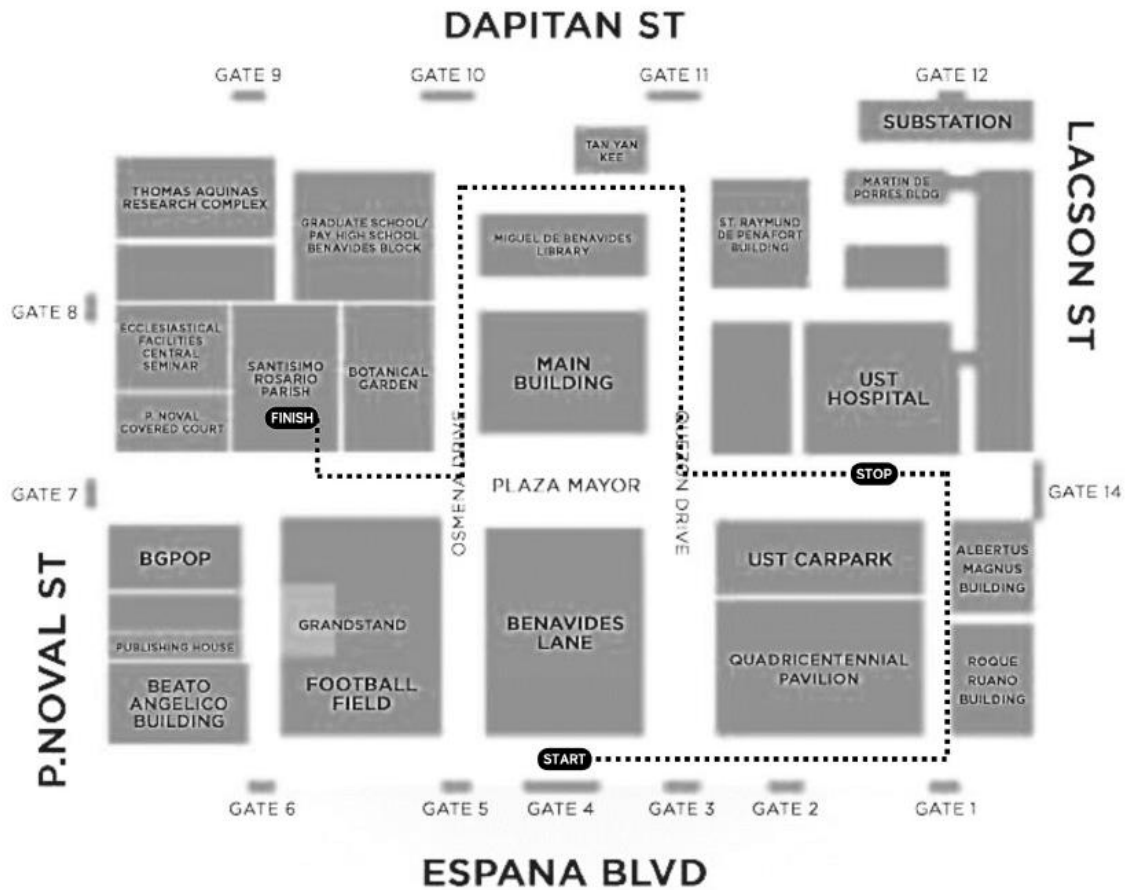 DAPITAN ST
GATE 9
GATE 10
GATE 11
GATE 12
SUBSTATION
LACSON ST
TAN YAN
KEE
THOMAS AQUINAS
RESEARCH COMPLEX
GRADUATE SCHOOL/
PAY HIGH SCHOOL
BENAVIDES BLOCK
MIGUEL DE BENAVIDES
LIBRARY
ST. RAYMUND
DE PENAFORT
BUILDING
MARTIN DE
PORRES BLDG
GATE 8
ECCLESIASTICAL
FACILITIES
CENTRAL
SEMINAR
SANTISIMO
ROSARIO
PARISH
BOTANICAL
GARDEN
MAIN
BUILDING
UST
HOSPITAL
P. NOVAL
COVERED COURT
FINISH
OSMENA DRIVE
QUEZON DRIVE
STOP
GATE 7
PLAZA MAYOR
GATE 14
P.NOVAL ST
BGPOP
UST CARPARK
ALBERTUS
MAGNUS
BUILDING
GRANDSTAND
BENAVIDES
LANE
PUBLISHING HOUSE
QUADRICENTENNIAL
PAVILION
ROQUE
RUANO
BUILDING
BEATO
ANGELICO
BUILDING
FOOTBALL
FIELD
START
GATE 6
GATE 5
GATE 4
GATE 3
GATE 2
GATE 1
ESPANA BLVD